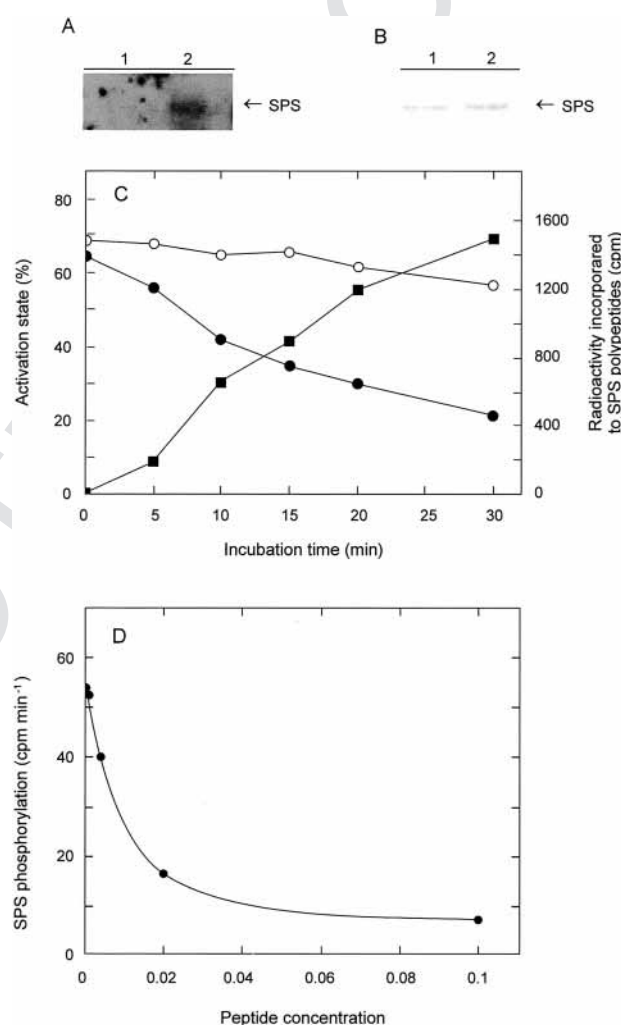 A
B
1 2
1 2
← SPS
← SPS
C
80
60
40
20
0
Activation state (%)
1600
1200
800
400
0
Radioactivity incorporared
to SPS polypeptides (cpm)
0 5 10 15 20 25 30
Incubation time (min)
D
60
40
20
0
SPS phosphorylation (cpm min⁻¹)
0 0.02 0.04 0.06 0.08 0.1
Peptide concentration